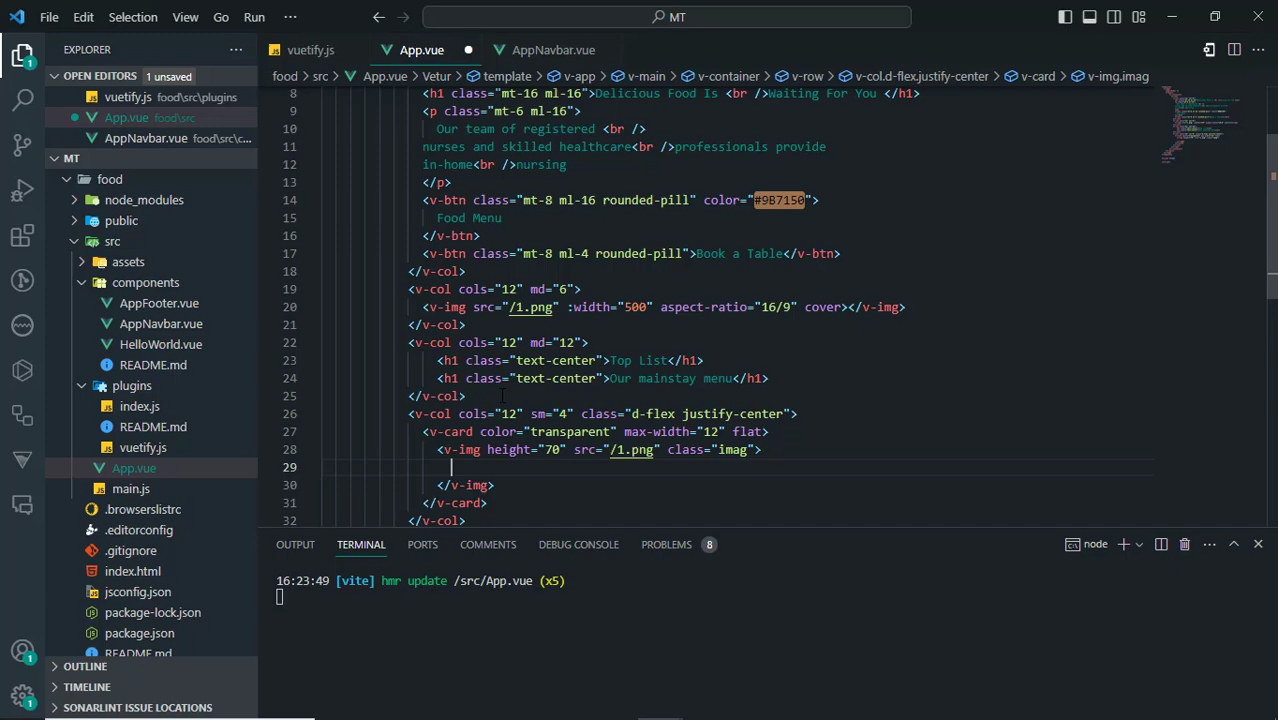 File Edit Selection View Go Run ··· MT
EXPLORER ···
vuetify.js App.vue AppNavbar.vue
OPEN EDITORS 1 unsaved
food > src > App.vue > Vetur > template > v-app > v-main > v-container > v-row > v-col.d-flex.justify-center > v-card > v-img.imag
vuetify.js food\src\plugins
App.vue food\src
AppNavbar.vue food\src\c...
MT
food
node_modules
public
src
assets
components
AppFooter.vue
AppNavbar.vue
HelloWorld.vue
README.md
plugins
index.js
README.md
vuetify.js
App.vue
main.js
.browserslistrc
.editorconfig
.gitignore
index.html
jsconfig.json
package-lock.json
package.json
README.md
OUTLINE
TIMELINE
SONARLINT ISSUE LOCATIONS
8 <h1 class="mt-16 ml-16">Delicious Food Is <br />Waiting For You </h1>
9 <p class="mt-6 ml-16">
10 Our team of registered <br />
11 nurses and skilled healthcare<br />professionals provide
12 in-home<br />nursing
13 </p>
14 <v-btn class="mt-8 ml-16 rounded-pill" color="#9B7150">
15 Food Menu
16 </v-btn>
17 <v-btn class="mt-8 ml-4 rounded-pill">Book a Table</v-btn>
18 </v-col>
19 <v-col cols="12" md="6">
20 <v-img src="/1.png" :width="500" aspect-ratio="16/9" cover></v-img>
21 </v-col>
22 <v-col cols="12" md="12">
23 <h1 class="text-center">Top List</h1>
24 <h1 class="text-center">Our mainstay menu</h1>
25 </v-col>
26 <v-col cols="12" sm="4" class="d-flex justify-center">
27 <v-card color="transparent" max-width="12" flat>
28 <v-img height="70" src="/1.png" class="imag">
29
30 </v-img>
31 </v-card>
32 </v-col>
OUTPUT TERMINAL PORTS COMMENTS DEBUG CONSOLE PROBLEMS 8 node
16:23:49 [vite] hmr update /src/App.vue (x5)
1
1
1